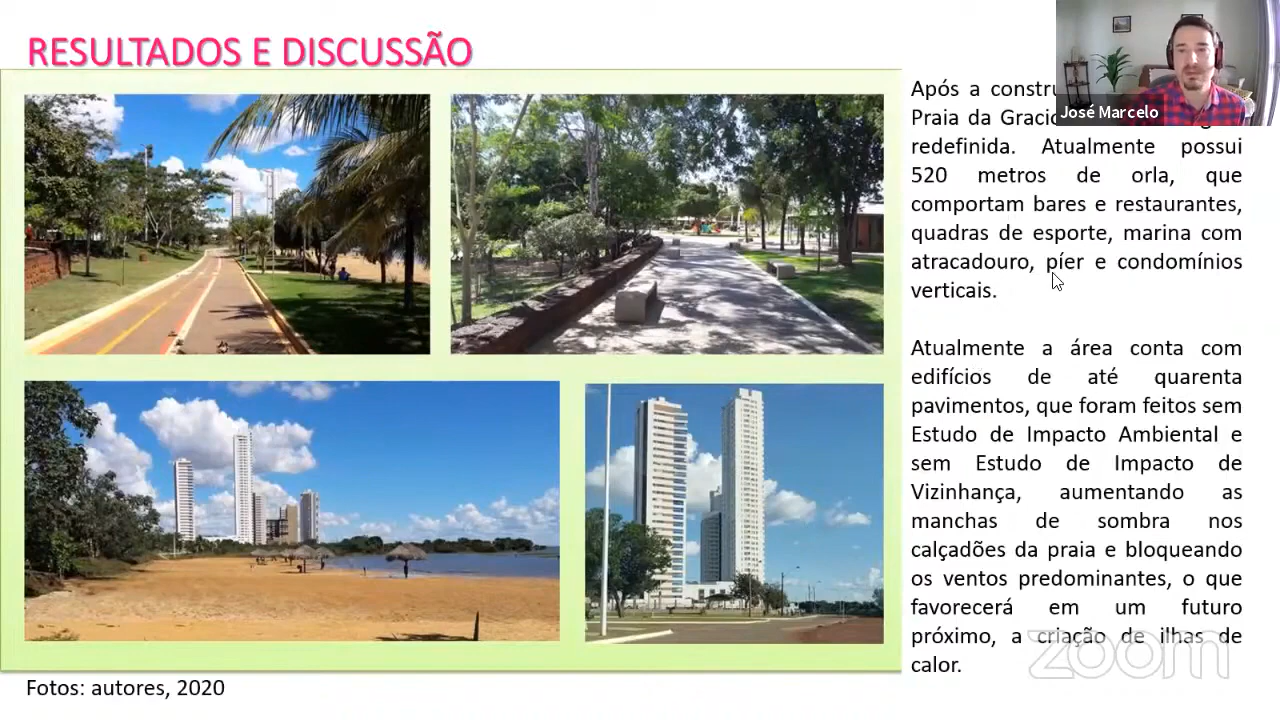 RESULTADOS E DISCUSSÃO
Após a constru
José Marcelo
Praia da Gracio
redefinida. Atualmente possui
520 metros de orla, que
comportam bares e restaurantes,
quadras de esporte, marina com
atracadouro, píer e condomínios
verticais.
Atualmente a área conta com
edifícios de até quarenta
pavimentos, que foram feitos sem
Estudo de Impacto Ambiental e
sem Estudo de Impacto de
Vizinhança, aumentando as
manchas de sombra nos
calçadões da praia e bloqueando
os ventos predominantes, o que
favorecerá em um futuro
próximo, a criação de ilhas de
calor.
zoom
Fotos: autores, 2020